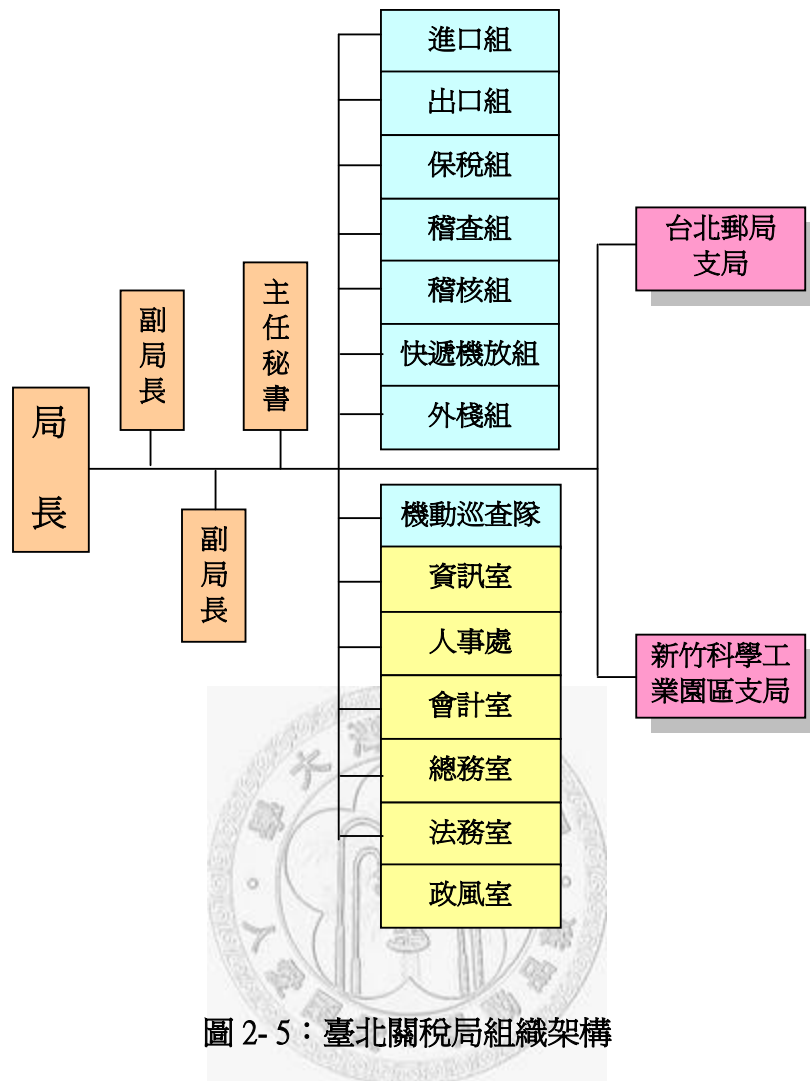 局長
副局長
副局長
主任秘書
進口組
出口組
保稅組
稽查組
稽核組
快遞機放組
外棧組
機動巡查隊
資訊室
人事處
會計室
總務室
法務室
政風室
台北郵局
支局
新竹科學工
業園區支局
圖 2- 5：臺北關稅局組織架構